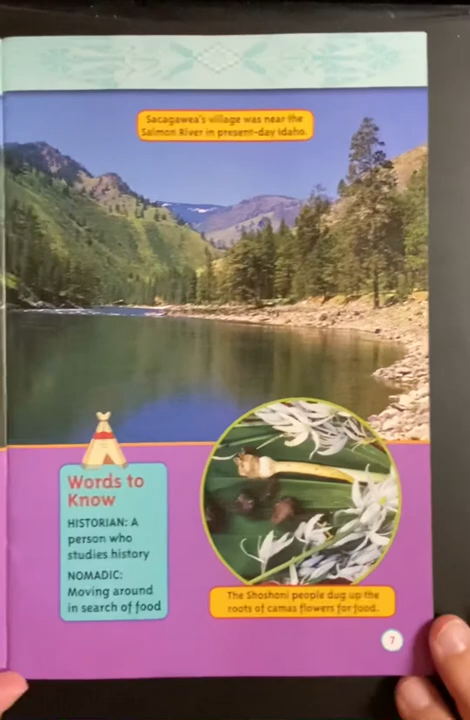 Sacagawea's village was near the
Salmon River in present-day Idaho.
Words to
Know
HISTORIAN: A
person who
studies history
NOMADIC:
Moving around
in search of food
The Shoshoni people dug up the
roots of camas flowers for food.
7